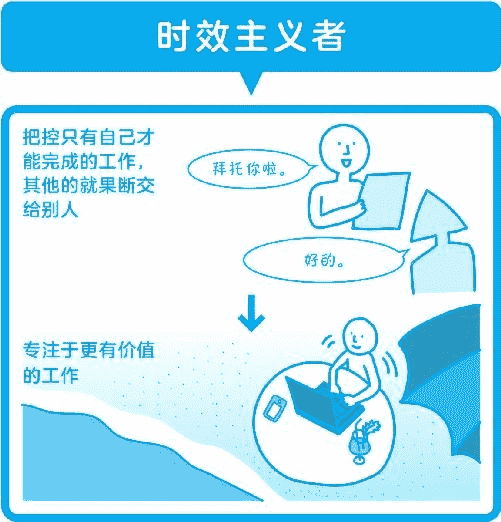 时效主义者
把控只有自己才
能完成的工作，
其他的就果断交
给别人
拜托你啦。
好的。
专注于更有价值
的工作